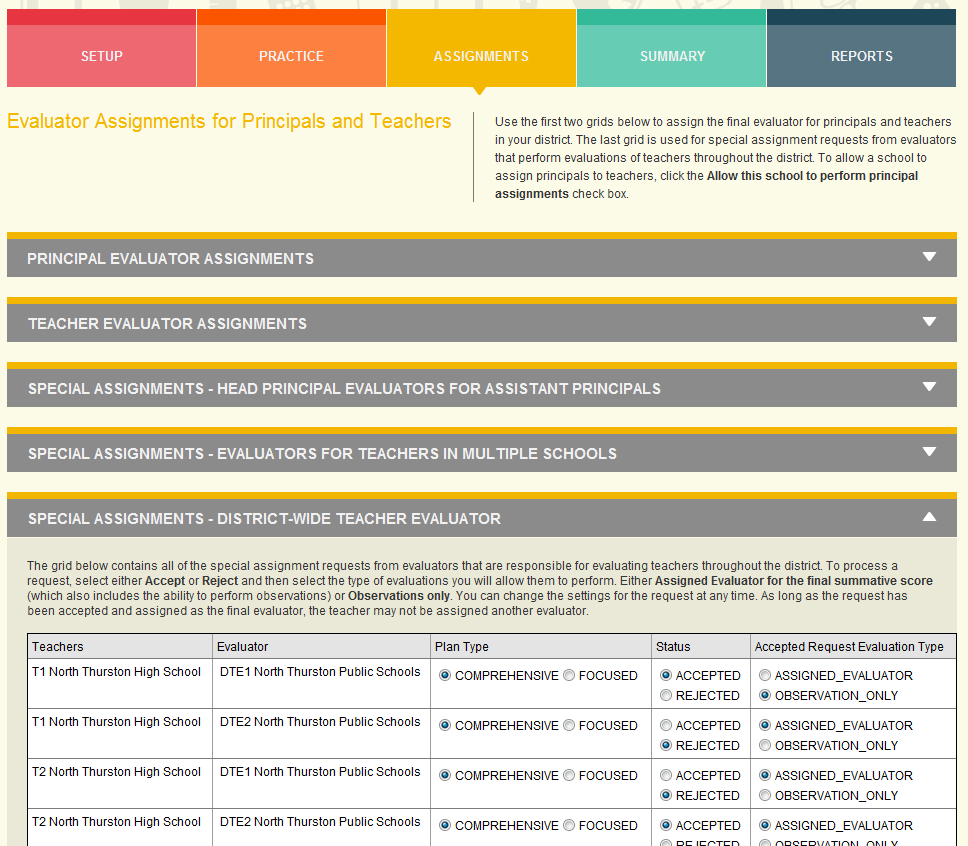 SETUP PRACTICE ASSIGNMENTS SUMMARY REPORTS
Evaluator Assignments for Principals and Teachers
Use the first two grids below to assign the final evaluator for principals and teachers
in your district. The last grid is used for special assignment requests from evaluators
that perform evaluations of teachers throughout the district. To allow a school to
assign principals to teachers, click the Allow this school to perform principal
assignments check box.
PRINCIPAL EVALUATOR ASSIGNMENTS
TEACHER EVALUATOR ASSIGNMENTS
SPECIAL ASSIGNMENTS - HEAD PRINCIPAL EVALUATORS FOR ASSISTANT PRINCIPALS
SPECIAL ASSIGNMENTS - EVALUATORS FOR TEACHERS IN MULTIPLE SCHOOLS
SPECIAL ASSIGNMENTS - DISTRICT-WIDE TEACHER EVALUATOR
The grid below contains all of the special assignment requests from evaluators that are responsible for evaluating teachers throughout the district. To process a
request, select either Accept or Reject and then select the type of evaluations you will allow them to perform. Either Assigned Evaluator for the final summative score
(which also includes the ability to perform observations) or Observations only. You can change the settings for the request at any time. As long as the request has
been accepted and assigned as the final evaluator, the teacher may not be assigned another evaluator.
Teachers Evaluator Plan Type Status Accepted Request Evaluation Type
T1 North Thurston High School DTE1 North Thurston Public Schools COMPREHENSIVE FOCUSED ACCEPTED ASSIGNED_EVALUATOR
REJECTED OBSERVATION_ONLY
T1 North Thurston High School DTE2 North Thurston Public Schools COMPREHENSIVE FOCUSED ACCEPTED ASSIGNED_EVALUATOR
REJECTED OBSERVATION_ONLY
T2 North Thurston High School DTE1 North Thurston Public Schools COMPREHENSIVE FOCUSED ACCEPTED ASSIGNED_EVALUATOR
REJECTED OBSERVATION_ONLY
T2 North Thurston High School DTE2 North Thurston Public Schools COMPREHENSIVE FOCUSED ACCEPTED ASSIGNED_EVALUATOR
REJECTED OBSERVATION_ONLY